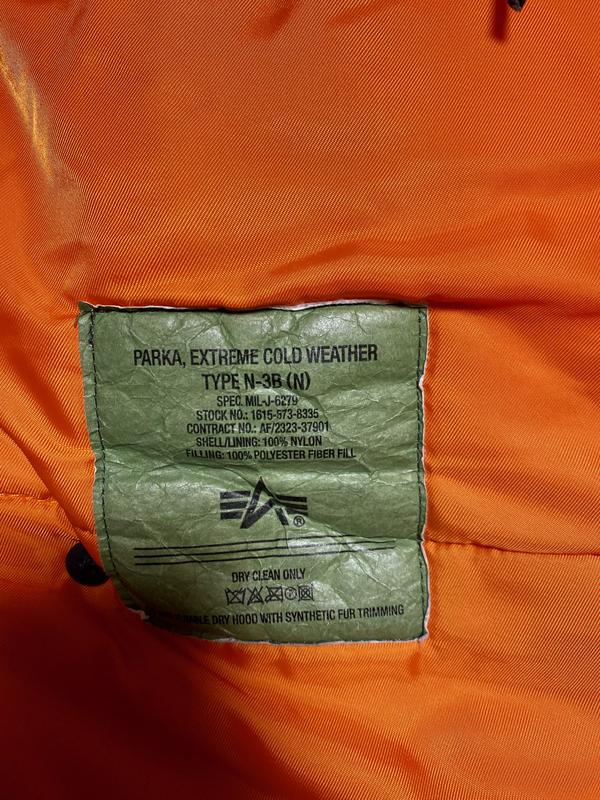 PARKA, EXTREME COLD WEATHER
TYPE N-3B (N)
SPEC. MIL-J-6279
STOCK NO.: 1615-573-8335
CONTRACT NO.: AF/2323-37901
SHELL/LINING: 100% NYLON
FILLING: 100% POLYESTER FIBER FILL
®
DRY CLEAN ONLY
DRY HOOD WITH SYNTHETIC FUR TRIMMING